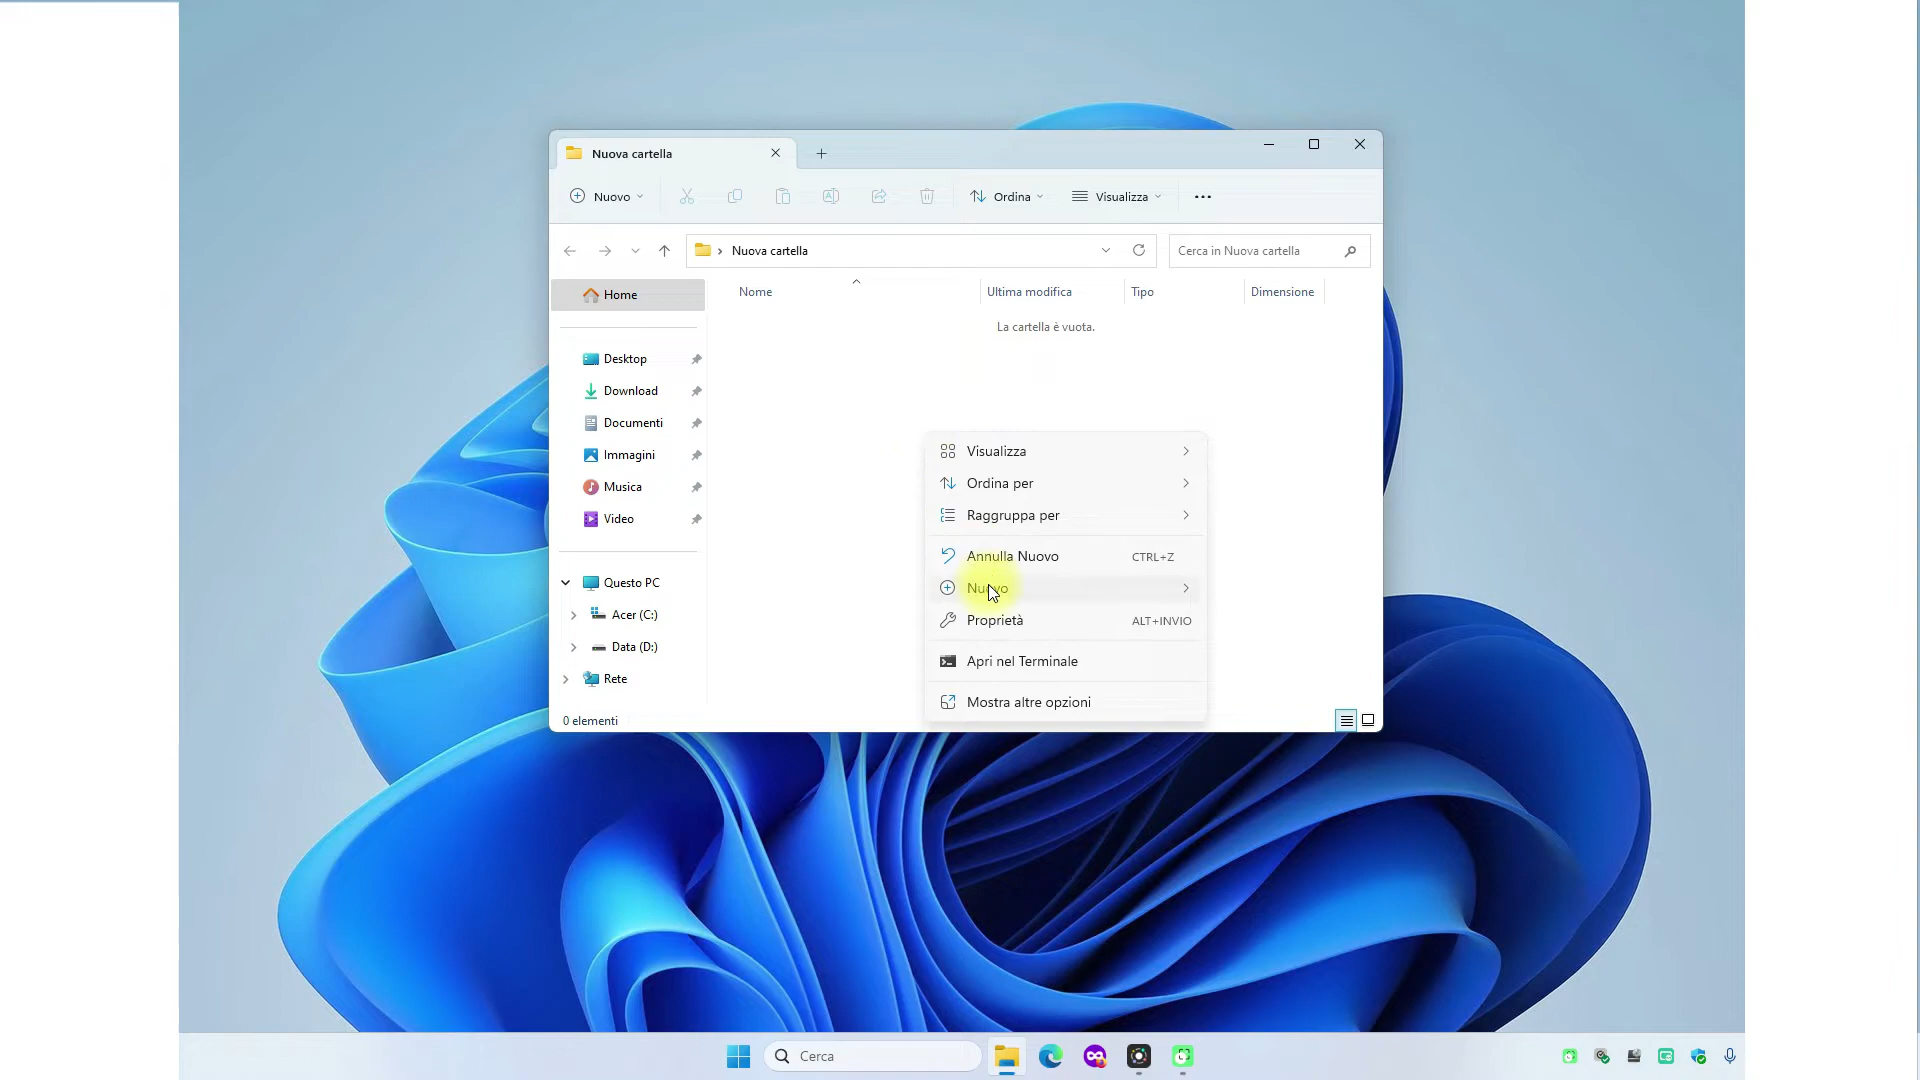 Nuova cartella
Nuovo
Ordina
Visualizza
Nuova cartella
Cerca in Nuova cartella
Home
Nome
Ultima modifica
Tipo
Dimensione
La cartella è vuota.
Desktop
Download
Documenti
Immagini
Musica
Video
Questo PC
Acer (C:)
Data (D:)
Rete
Visualizza
Ordina per
Raggruppa per
Annulla Nuovo CTRL+Z
Nuovo
Proprietà ALT+INVIO
Apri nel Terminale
Mostra altre opzioni
0 elementi
Cerca